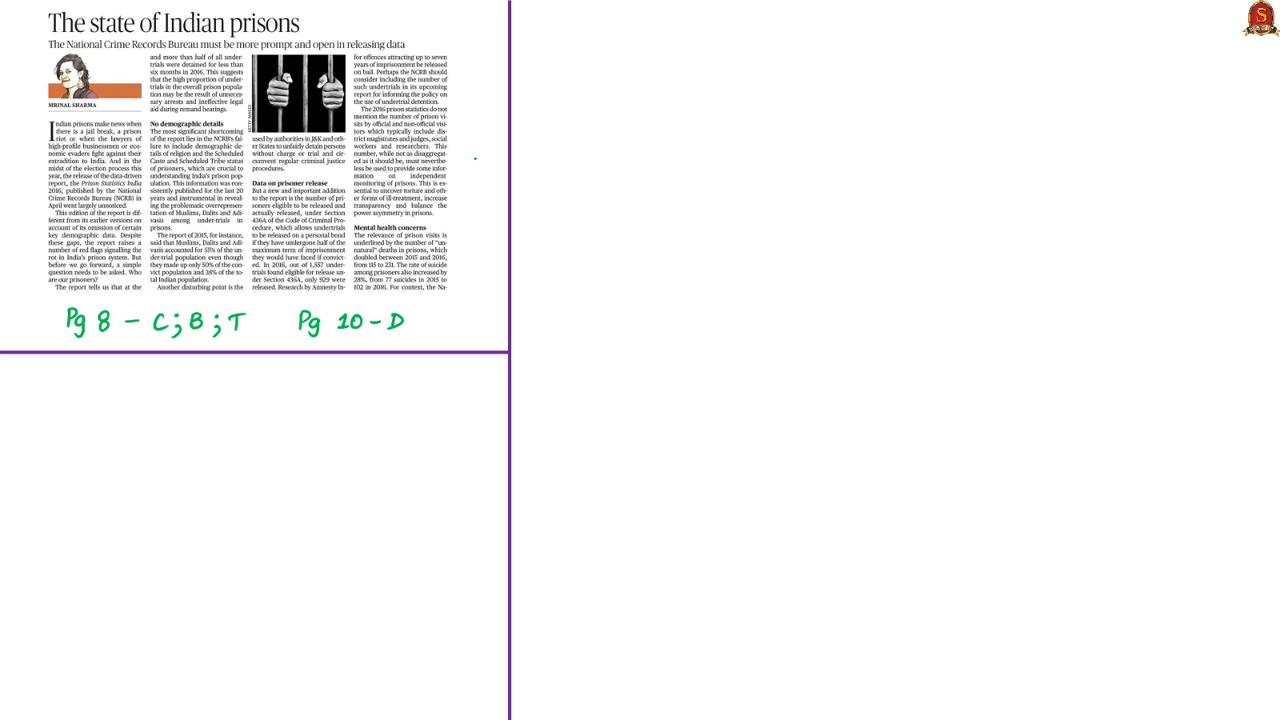 The state of Indian prisons
The National Crime Records Bureau must be more prompt and open in releasing data
MRINAL SHARMA
Indian prisons make news when
there is a jail break, a prison
riot or when the lawyers of
high-profile businessmen or eco-
nomic evaders fight against their
extradition to India. And in the
midst of the election process this
year, the release of the data-driven
report, the Prison Statistics India
2016, published by the National
Crime Records Bureau (NCRB) in
April went largely unnoticed.
This edition of the report is dif-
ferent from its earlier versions on
account of its omission of certain
key demographic data. Despite
these gaps, the report raises a
number of red flags signalling the
rot in India's prison system. But
before we go forward, a simple
question needs to be asked. Who
are our prisoners?
The report tells us that at the
and more than half of all under-
trials were detained for less than
six months in 2016. This suggests
that the high proportion of under-
trials in the overall prison popula-
tion may be the result of unneces-
sary arrests and ineffective legal
aid during remand hearings.
No demographic details
The most significant shortcoming
of the report lies in the NCRB's fai-
lure to include demographic de-
tails of religion and the Scheduled
Caste and Scheduled Tribe status
of prisoners, which are crucial to
understanding India's prison pop-
ulation. This information was con-
sistently published for the last 20
years and instrumental in reveal-
ing the problematic overrepresen-
tation of Muslims, Dalits and Adi-
vasis among under-trials in
prisons.
The report of 2015, for instance,
said that Muslims, Dalits and Adi-
vasis accounted for 55% of the un-
der-trial population even though
they made up only 50% of the con-
vict population and 38% of the to-
tal Indian population.
Another disturbing point is the
GETTY IMAGES
used by authorities in J&K and oth-
er States to unfairly detain persons
without charge or trial and cir-
cumvent regular criminal justice
procedures.
Data on prisoner release
But a new and important addition
to the report is the number of pri-
soners eligible to be released and
actually released, under Section
436A of the Code of Criminal Pro-
cedure, which allows undertrials
to be released on a personal bond
if they have undergone half of the
maximum term of imprisonment
they would have faced if convict-
ed. In 2016, out of 1,557 under-
trials found eligible for release un-
der Section 436A, only 929 were
released. Research by Amnesty In-
for offences attracting up to seven
years of imprisonment be released
on bail. Perhaps the NCRB should
consider including the number of
such undertrials in its upcoming
report for informing the policy on
the use of undertrial detention.
The 2016 prison statistics do not
mention the number of prison vi-
sits by official and non-official visi-
tors which typically include dis-
trict magistrates and judges, social
workers and researchers. This
number, while not as disaggregat-
ed as it should be, must neverthe-
less be used to provide some infor-
mation on independent
monitoring of prisons. This is es-
sential to uncover torture and oth-
er forms of ill-treatment, increase
transparency and balance the
power asymmetry in prisons.
Mental health concerns
The relevance of prison visits is
underlined by the number of "un-
natural" deaths in prisons, which
doubled between 2015 and 2016,
from 115 to 231. The rate of suicide
among prisoners also increased by
28%, from 77 suicides in 2015 to
102 in 2016. For context, the Na-
Pg 8 - C; B; T Pg 10 - D
S